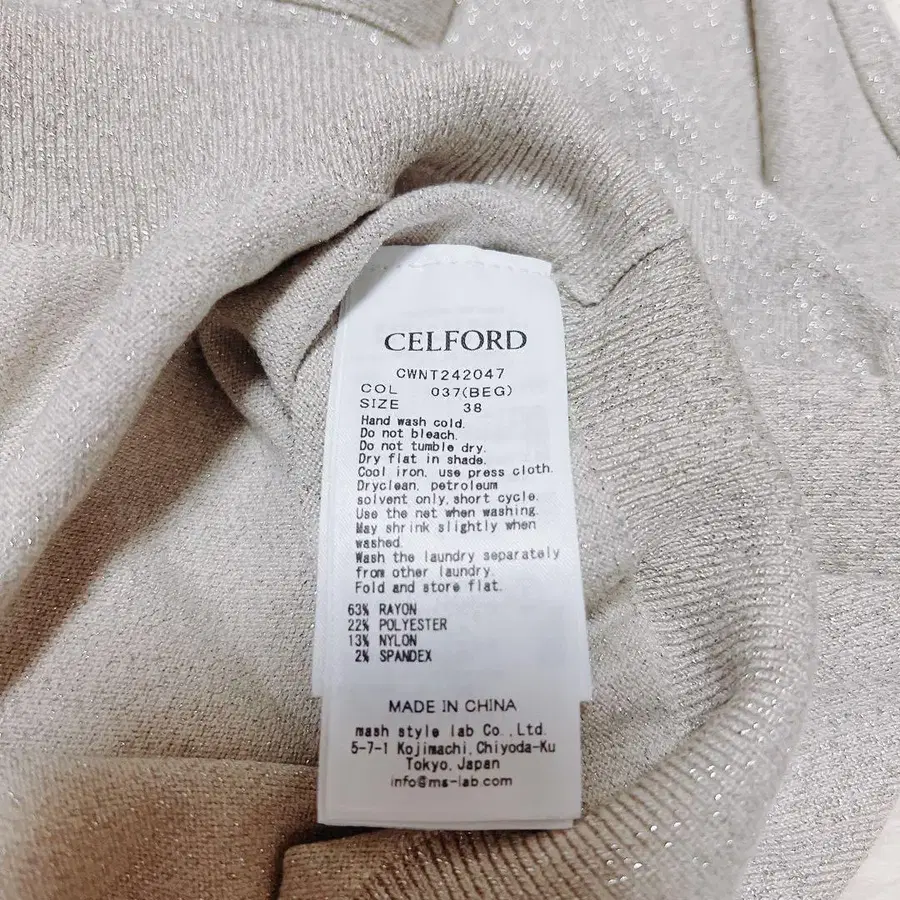 CELFORD
CWNT242047
COL 037(BEG)
SIZE 38
Hand wash cold.
Do not bleach.
Do not tumble dry.
Dry flat in shade.
Cool iron, use press cloth.
Dryclean, petroleum
solvent only,short cycle.
Use the net when washing.
May shrink slightly when
washed.
Wash the laundry separately
from other laundry.
Fold and store flat.
63% RAYON
22% POLYESTER
13% NYLON
2% SPANDEX
MADE IN CHINA
mash style lab Co.,Ltd.
5-7-1 Kojimachi,Chiyoda-Ku
Tokyo,Japan
info@ms-lab.com